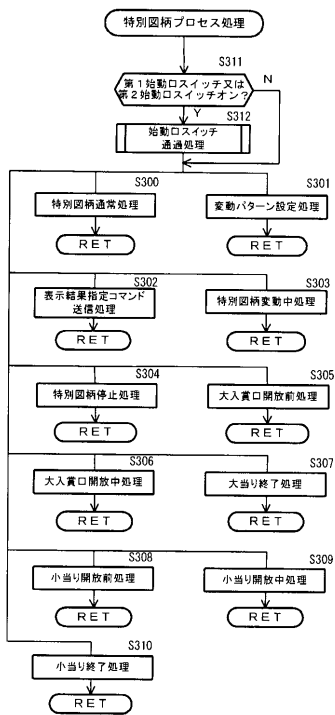 特別図柄プロセス処理
S311
第1始動口スイッチ又は
第2始動口スイッチオン?
N
Y
S312
始動口スイッチ
通過処理
S300
特別図柄通常処理
RET
S301
変動パターン設定処理
RET
S302
表示結果指定コマンド
送信処理
RET
S303
特別図柄変動中処理
RET
S304
特別図柄停止処理
RET
S305
大入賞口開放前処理
RET
S306
大入賞口開放中処理
RET
S307
大当り終了処理
RET
S308
小当り開放前処理
RET
S309
小当り開放中処理
RET
S310
小当り終了処理
RET